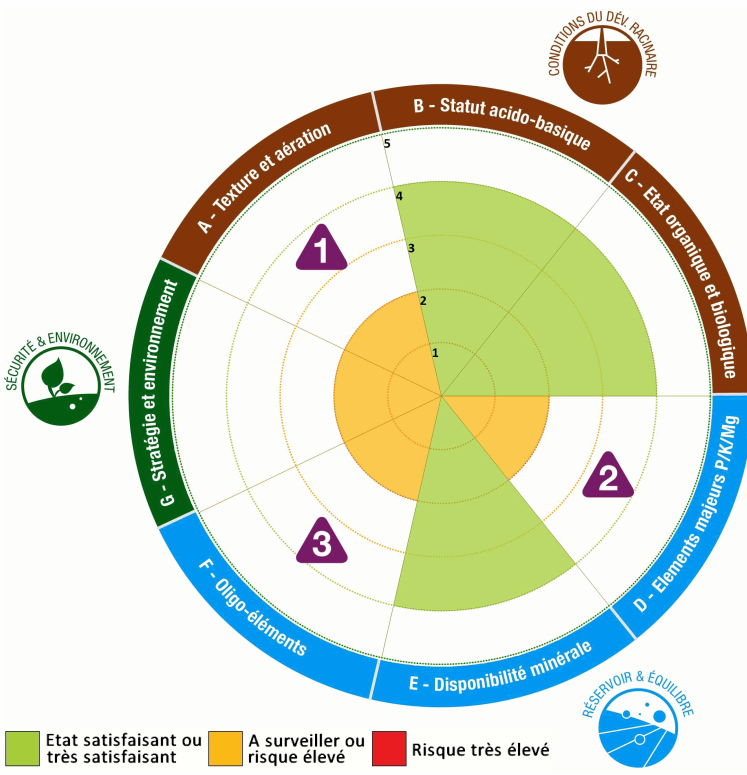 CONDITIONS DU DÉV. RACINAIRE
B - Statut acido-basique
A - Texture et aération
C - Etat organique et biologique
5
4
3
2
1
1
SÉCURITÉ & ENVIRONNEMENT
G - Stratégie et environnement
2
D - Elements majeurs P/K/Mg
3
F - Oligo-éléments
E - Disponibilité minérale
RÉSERVOIR & ÉQUILIBRE
Etat satisfaisant ou
très satisfaisant
A surveiller ou
risque élevé
Risque très élevé